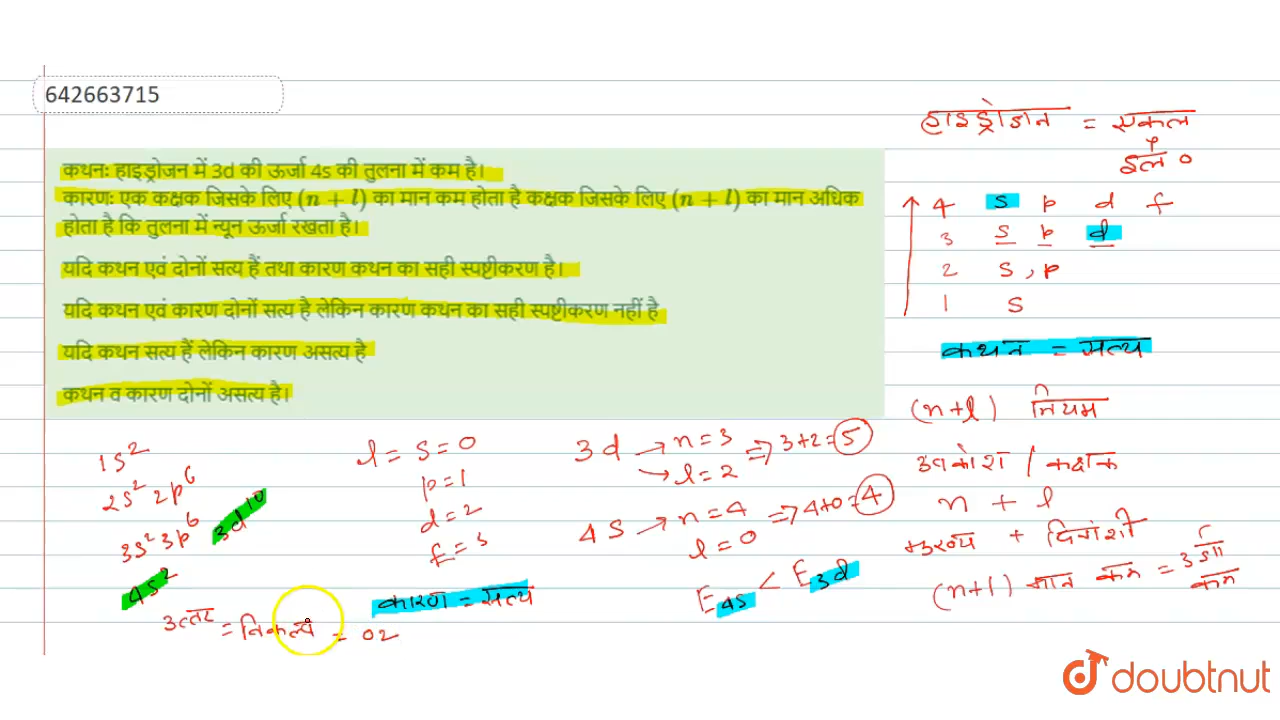 642663715
कथनः हाइड्रोजन में 3d की ऊर्जा 4s की तुलना में कम है।
कारणः एक कक्षक जिसके लिए (n + l) का मान कम होता है कक्षक जिसके लिए (n + l) का मान अधिक
होता है कि तुलना में न्यून ऊर्जा रखता है।
यदि कथन एवं दोनों सत्य हैं तथा कारण कथन का सही स्पष्टीकरण है।
यदि कथन एवं कारण दोनों सत्य है लेकिन कारण कथन का सही स्पष्टीकरण नहीं है
यदि कथन सत्य हैं लेकिन कारण असत्य है
कथन व कारण दोनों असत्य है।
हाइड्रोजन = एकल
e
4 s p d f
3 s p d
2 s, p
1 s
कथन = सत्य
(n+l) नियम
उपकोश / कक्षक
n + l
मुख्य + दिगंशी
(n+l) मान कम =
कम
1s²
2s² 2p⁶
3s² 3p⁶ 3d¹⁰
4s²
l = s = 0
p = 1
d = 2
f = 3
3d → n = 3 ⇒ 3+2 = 5
→ l = 2
4s → n = 4 ⇒ 4+0 = 4
l = 0
E4s < E3d
कारण = सत्य
उत्तर = विकल्प = 02
doubtnut